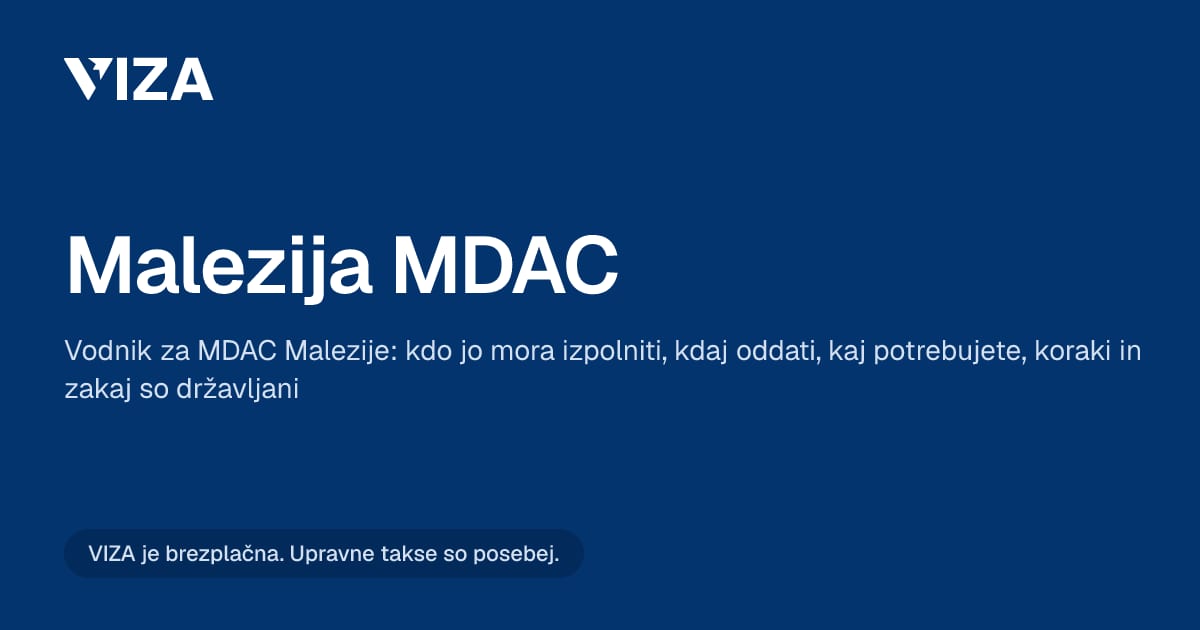 VIZA
Malezija MDAC
Vodnik za MDAC Malezije: kdo jo mora izpolniti, kdaj oddati, kaj potrebujete, koraki in
zakaj so državljani
VIZA je brezplačna. Upravne takse so posebej.